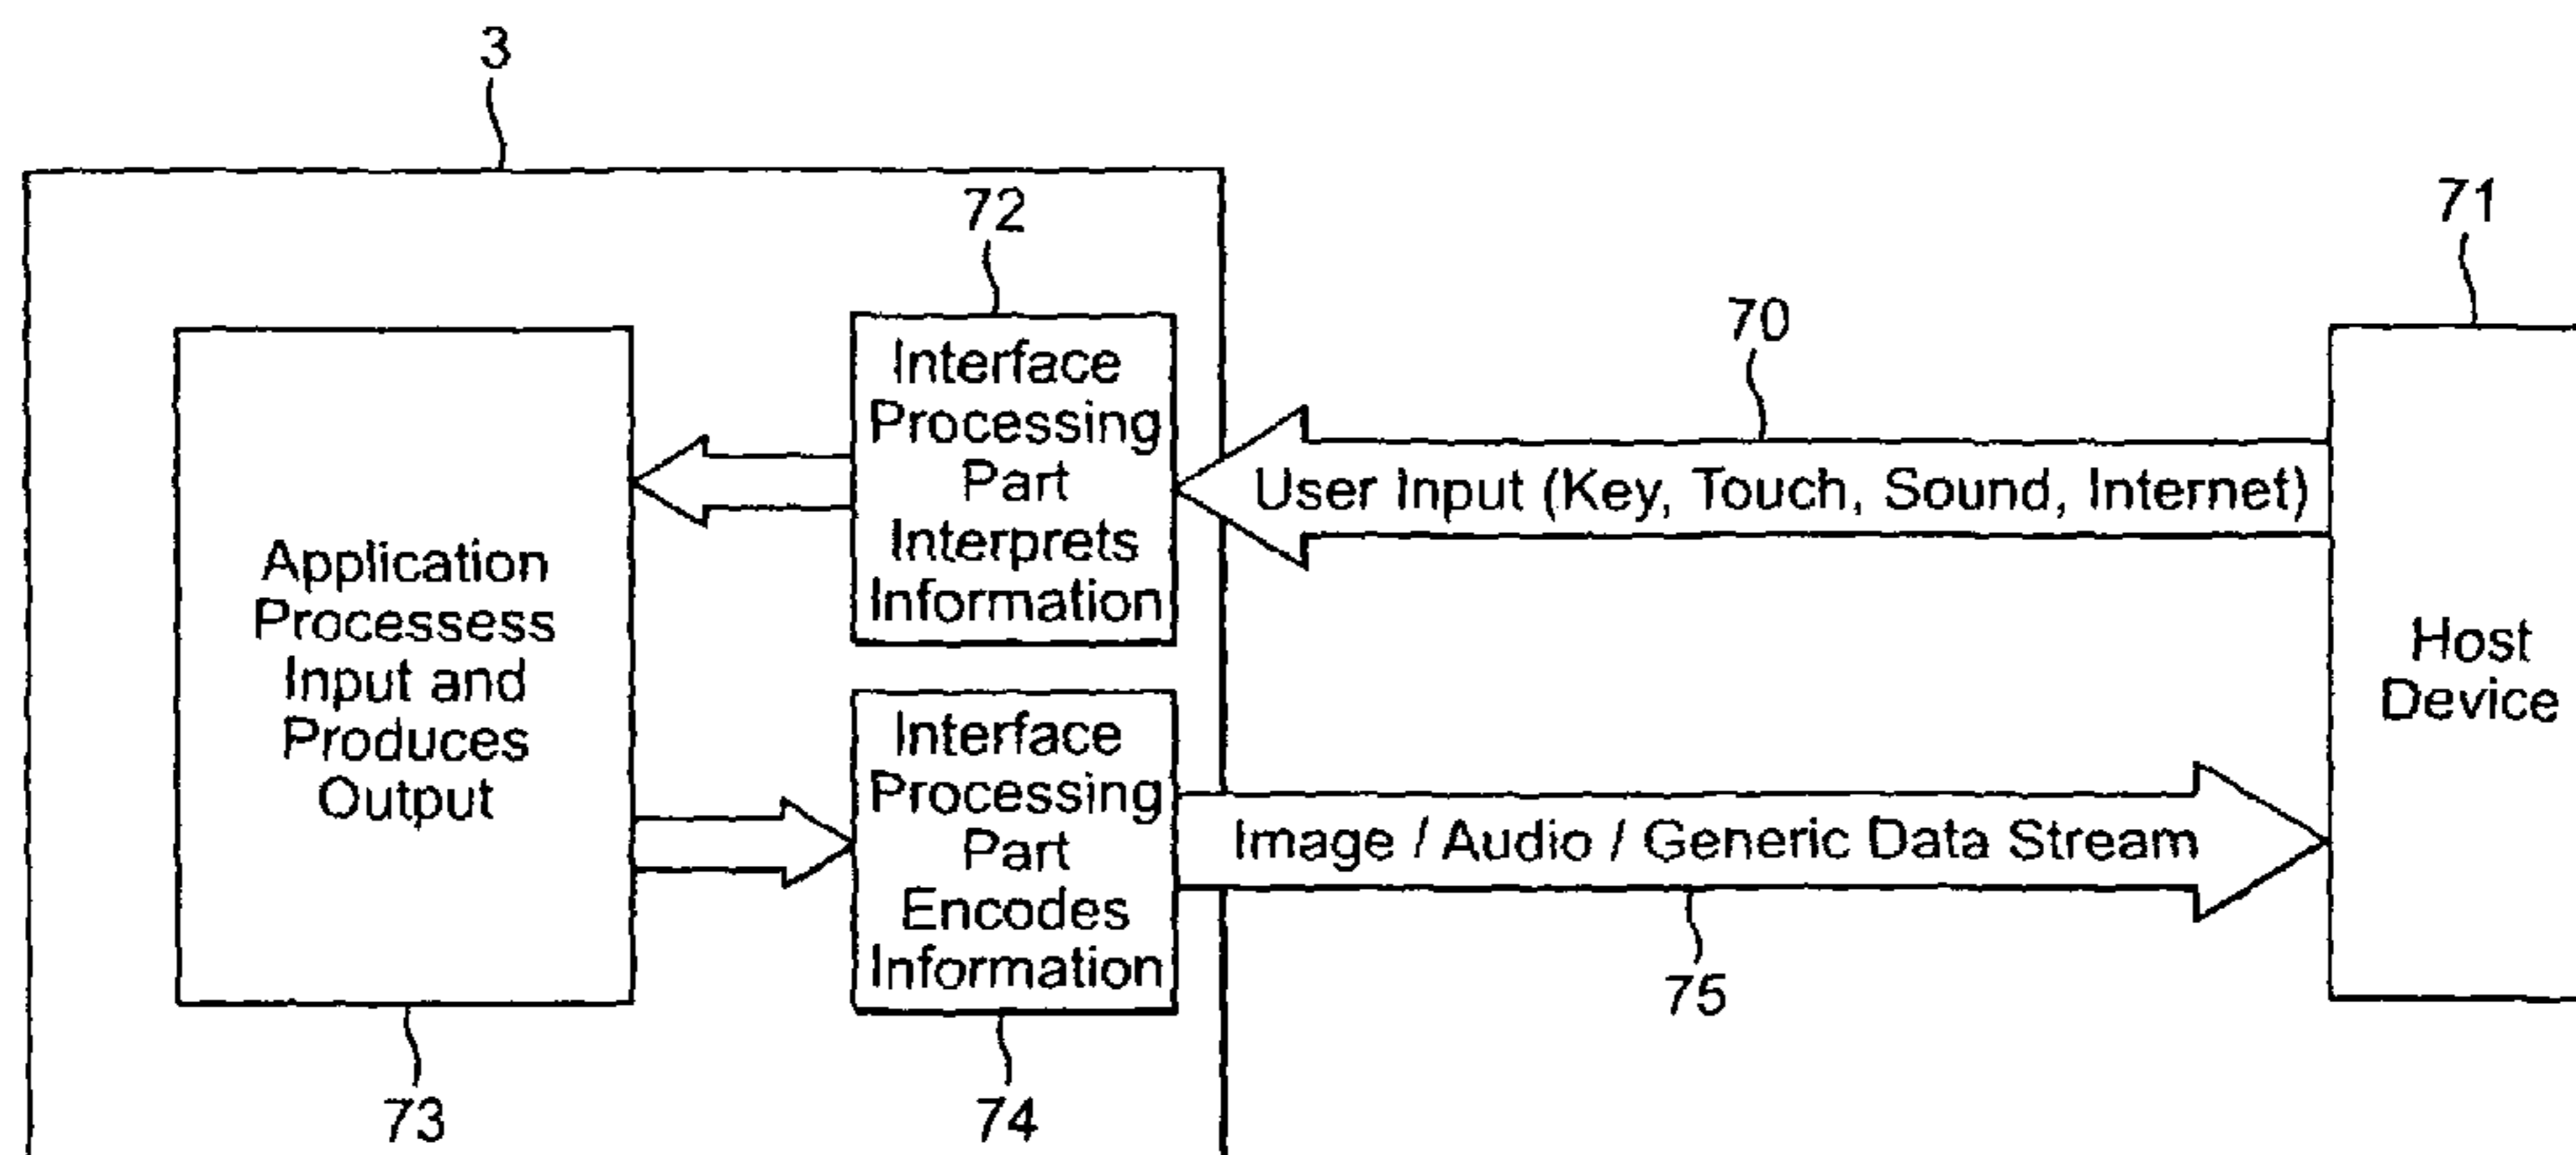 3
72
71
70
Interface
Processing
Part
Interprets
Information
User Input (Key, Touch, Sound, Internet)
Application
Processess
Input and
Produces
Output
Host
Device
Interface
Processing
Part
Encodes
Information
Image / Audio / Generic Data Stream
75
73
74